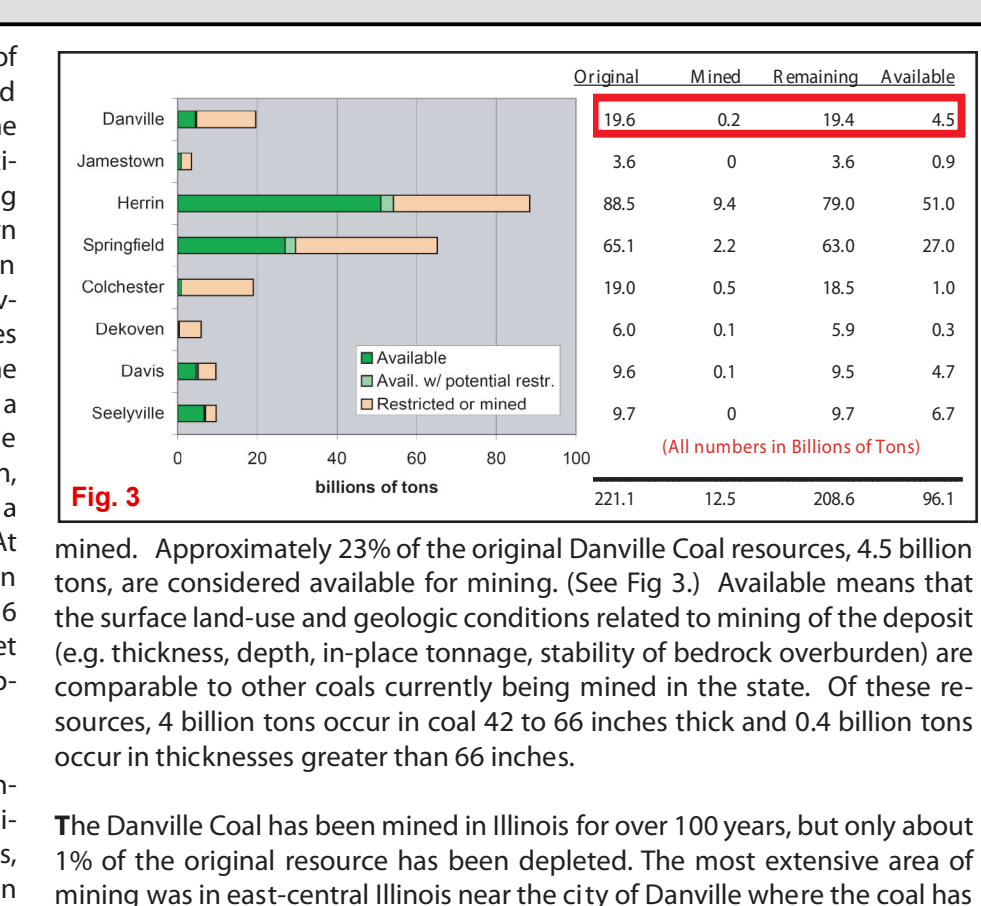 of
d
ne
ti-
g
n
n
v-
es
ne
a
e
n,
a
At
n
6
et
o-
n-
i-
s,
n
Original Mined Remaining Available
Danville 19.6 0.2 19.4 4.5
Jamestown 3.6 0 3.6 0.9
Herrin 88.5 9.4 79.0 51.0
Springfield 65.1 2.2 63.0 27.0
Colchester 19.0 0.5 18.5 1.0
Dekoven 6.0 0.1 5.9 0.3
Davis 9.6 0.1 9.5 4.7
Seelyville 9.7 0 9.7 6.7
Available
Avail. w/ potential restr.
Restricted or mined
(All numbers in Billions of Tons)
0 20 40 60 80 100
billions of tons
Fig. 3
221.1 12.5 208.6 96.1
mined. Approximately 23% of the original Danville Coal resources, 4.5 billion
tons, are considered available for mining. (See Fig 3.) Available means that
the surface land-use and geologic conditions related to mining of the deposit
(e.g. thickness, depth, in-place tonnage, stability of bedrock overburden) are
comparable to other coals currently being mined in the state. Of these re-
sources, 4 billion tons occur in coal 42 to 66 inches thick and 0.4 billion tons
occur in thicknesses greater than 66 inches.
The Danville Coal has been mined in Illinois for over 100 years, but only about
1% of the original resource has been depleted. The most extensive area of
mining was in east-central Illinois near the city of Danville where the coal has